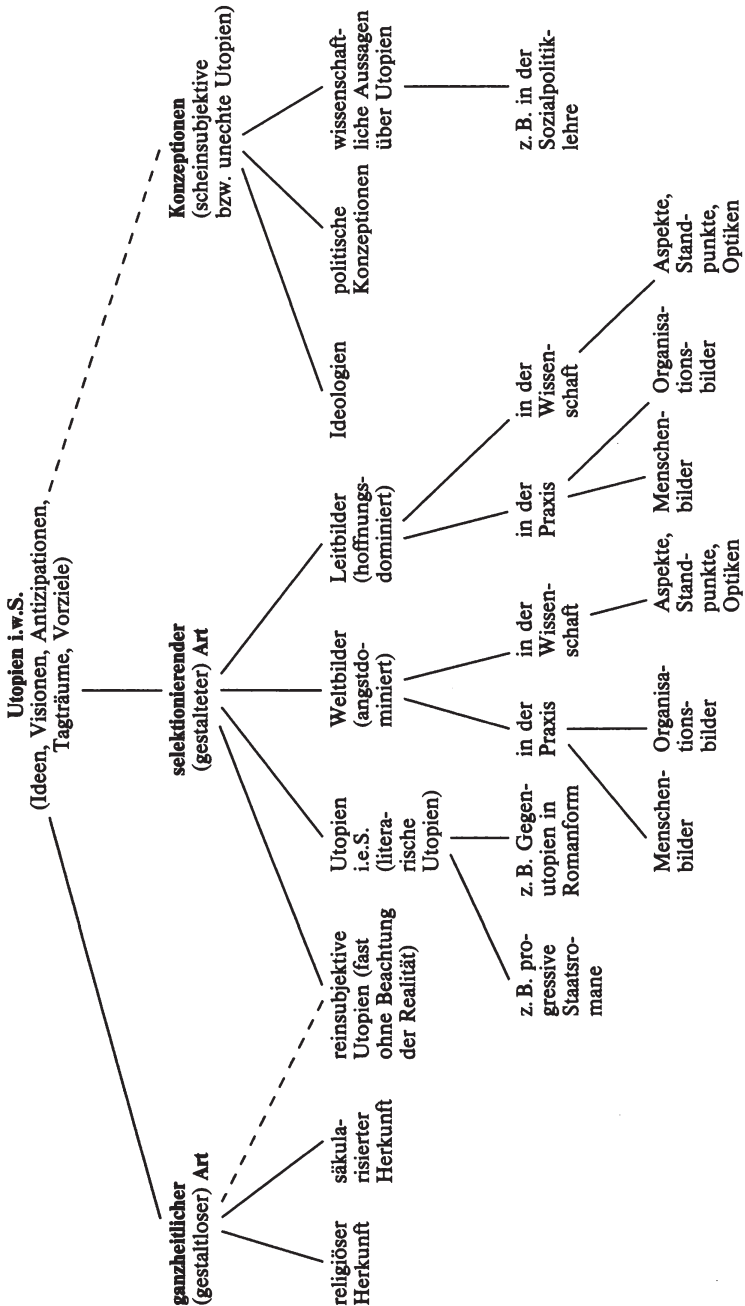 Utopien i.w.S.
(Ideen, Visionen, Antizipationen,
Tagträume, Vorziele)
ganzheitlicher
(gestaltloser) Art
selektionierender
(gestalteter) Art
Konzeptionen
(scheinsubjektive
bzw. unechte Utopien)
religiöser
Herkunft
säkula-
risierter
Herkunft
reinsubjektive
Utopien (fast
ohne Beachtung
der Realität)
Utopien
i.e.S.
(litera-
rische
Utopien)
Weltbilder
(angstdo-
miniert)
Leitbilder
(hoffnungs-
dominiert)
Ideologien
politische
Konzeptionen
wissenschaft-
liche Aussagen
über Utopien
z.B. pro-
gressive
Staatsro-
mane
z.B. Gegen-
utopien in
Romanform
in der
Praxis
in der
Wissen-
schaft
in der
Praxis
in der
Wissen-
schaft
z.B. in der
Sozialpolitik-
lehre
Menschen-
bilder
Organisa-
tions-
bilder
Aspekte,
Stand-
punkte,
Optiken
Menschen-
bilder
Organisa-
tions-
bilder
Aspekte,
Stand-
punkte,
Optiken